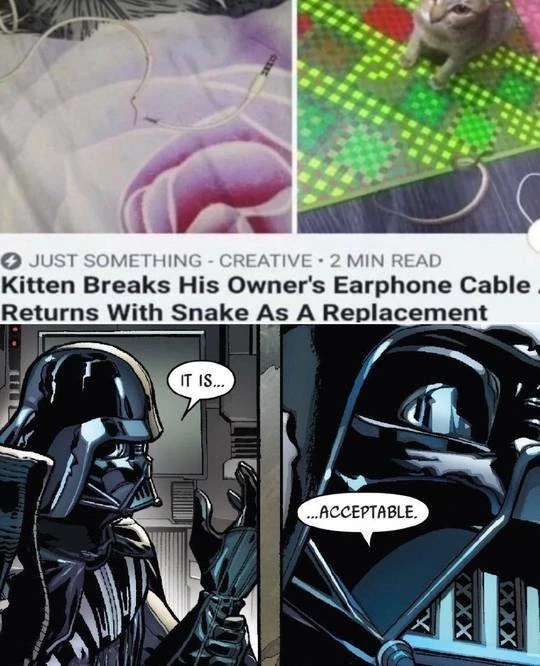 JUST SOMETHING - CREATIVE • 2 MIN READ
Kitten Breaks His Owner's Earphone Cable
Returns With Snake As A Replacement
IT IS...
...ACCEPTABLE.